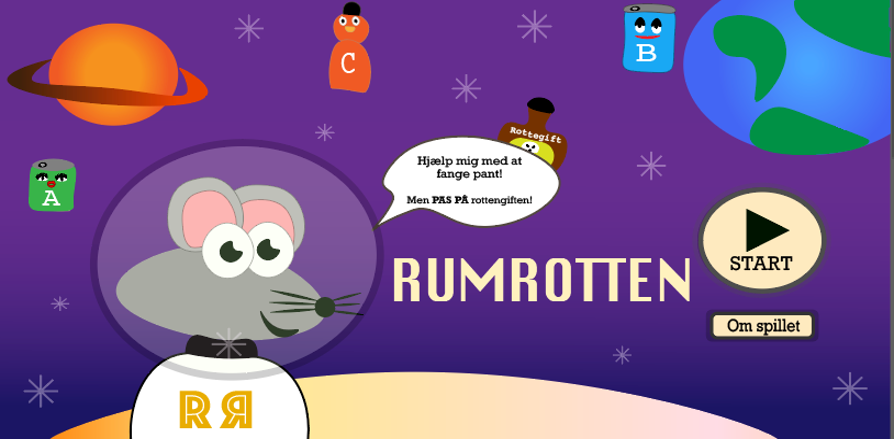 C
B
Rottegift
Hjælp mig med at
fange pant!
Men PAS PÅ rottengiften!
A
RUMROTTEN
START
Om spillet
R R